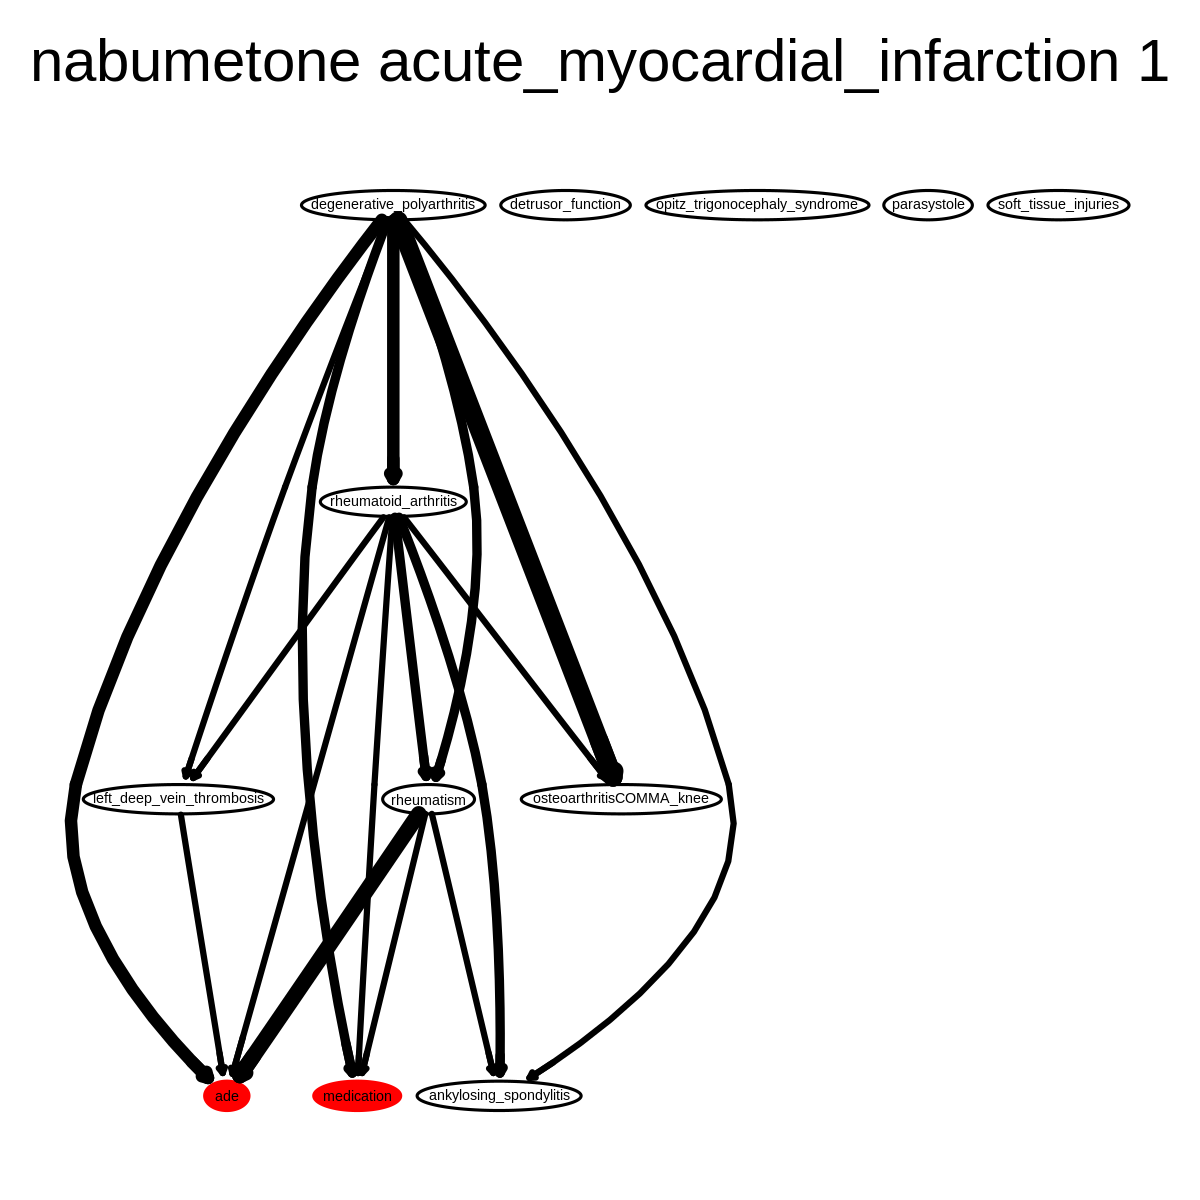 nabumetone acute_myocardial_infarction 1
degenerative_polyarthritis detrusor_function opitz_trigonocephaly_syndrome parasystole soft_tissue_injuries
rheumatoid_arthritis
left_deep_vein_thrombosis rheumatism osteoarthritisCOMMA_knee
ade medication ankylosing_spondylitis